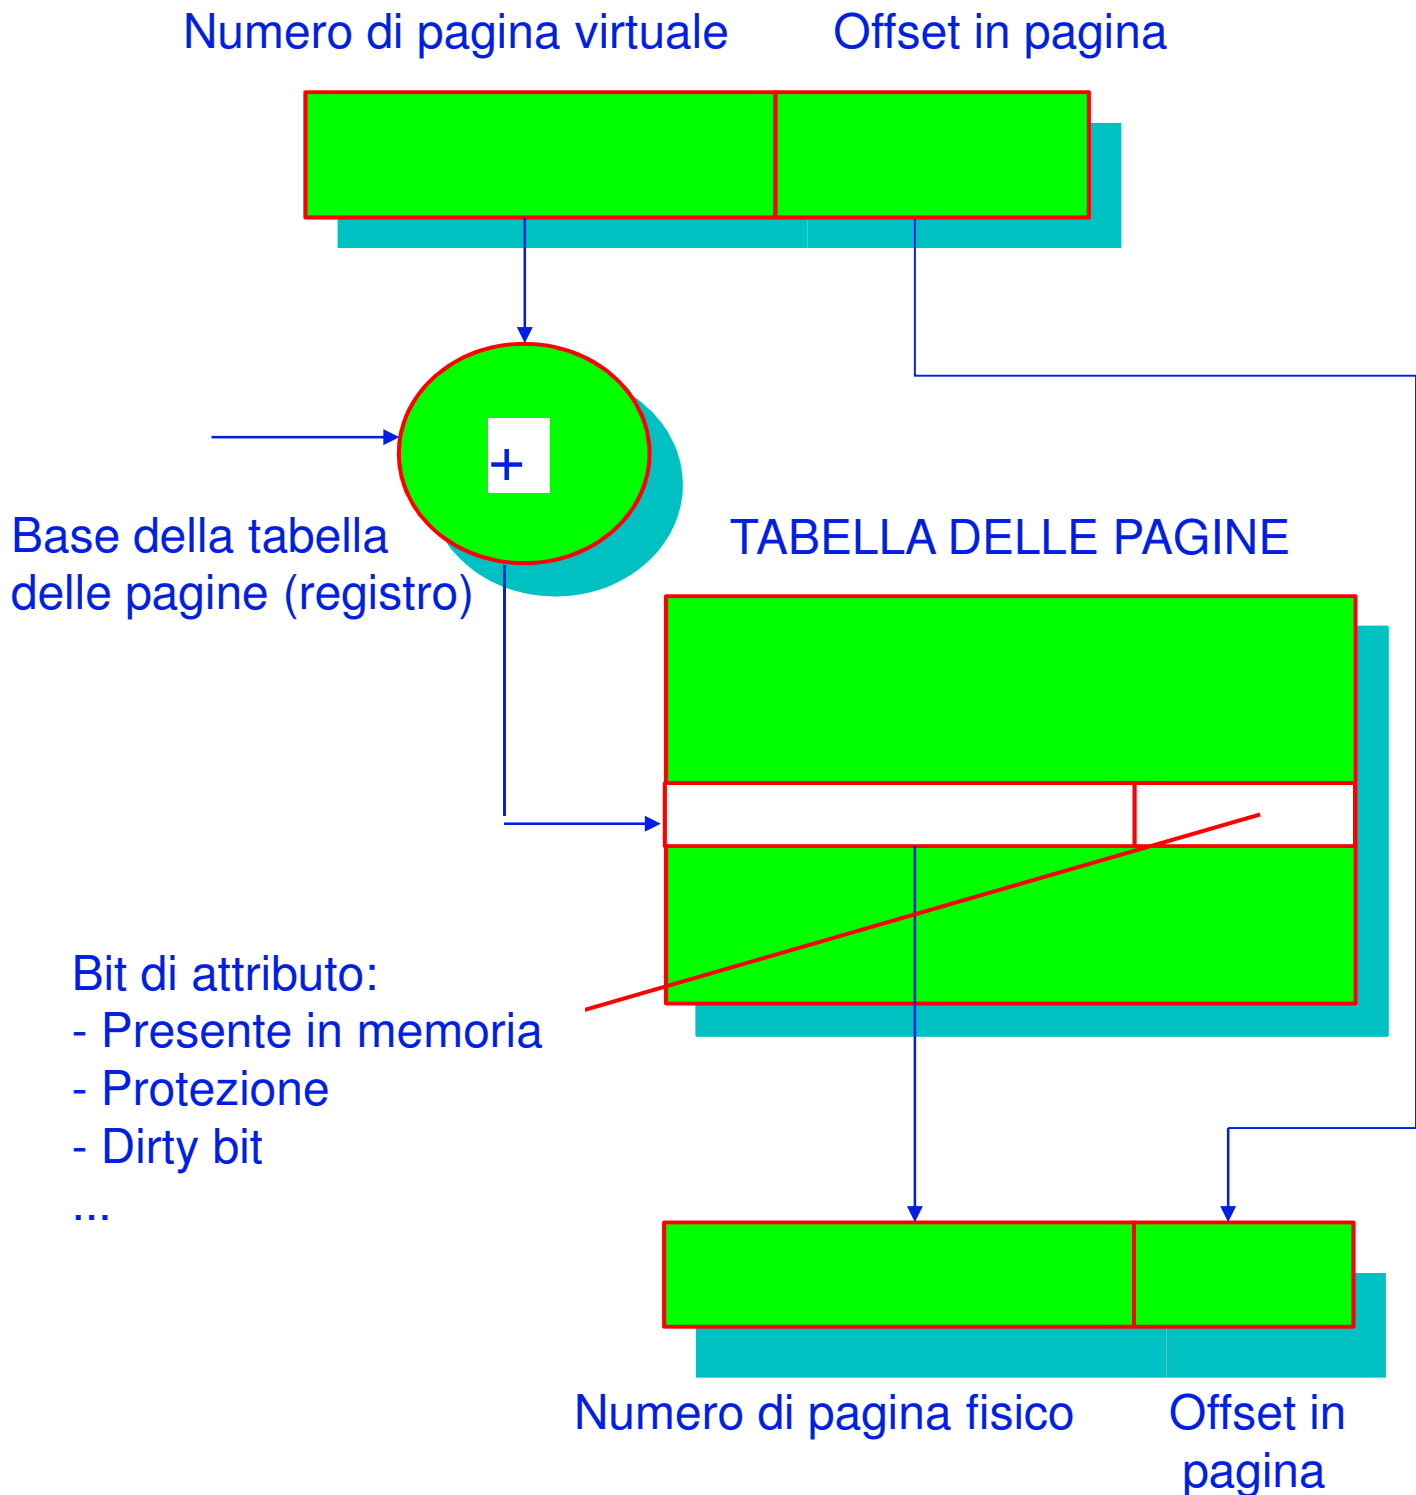 Numero di pagina virtuale
Offset in pagina
+
Base della tabella
delle pagine (registro)
TABELLA DELLE PAGINE
Bit di attributo:
- Presente in memoria
- Protezione
- Dirty bit
...
Numero di pagina fisico
Offset in
pagina